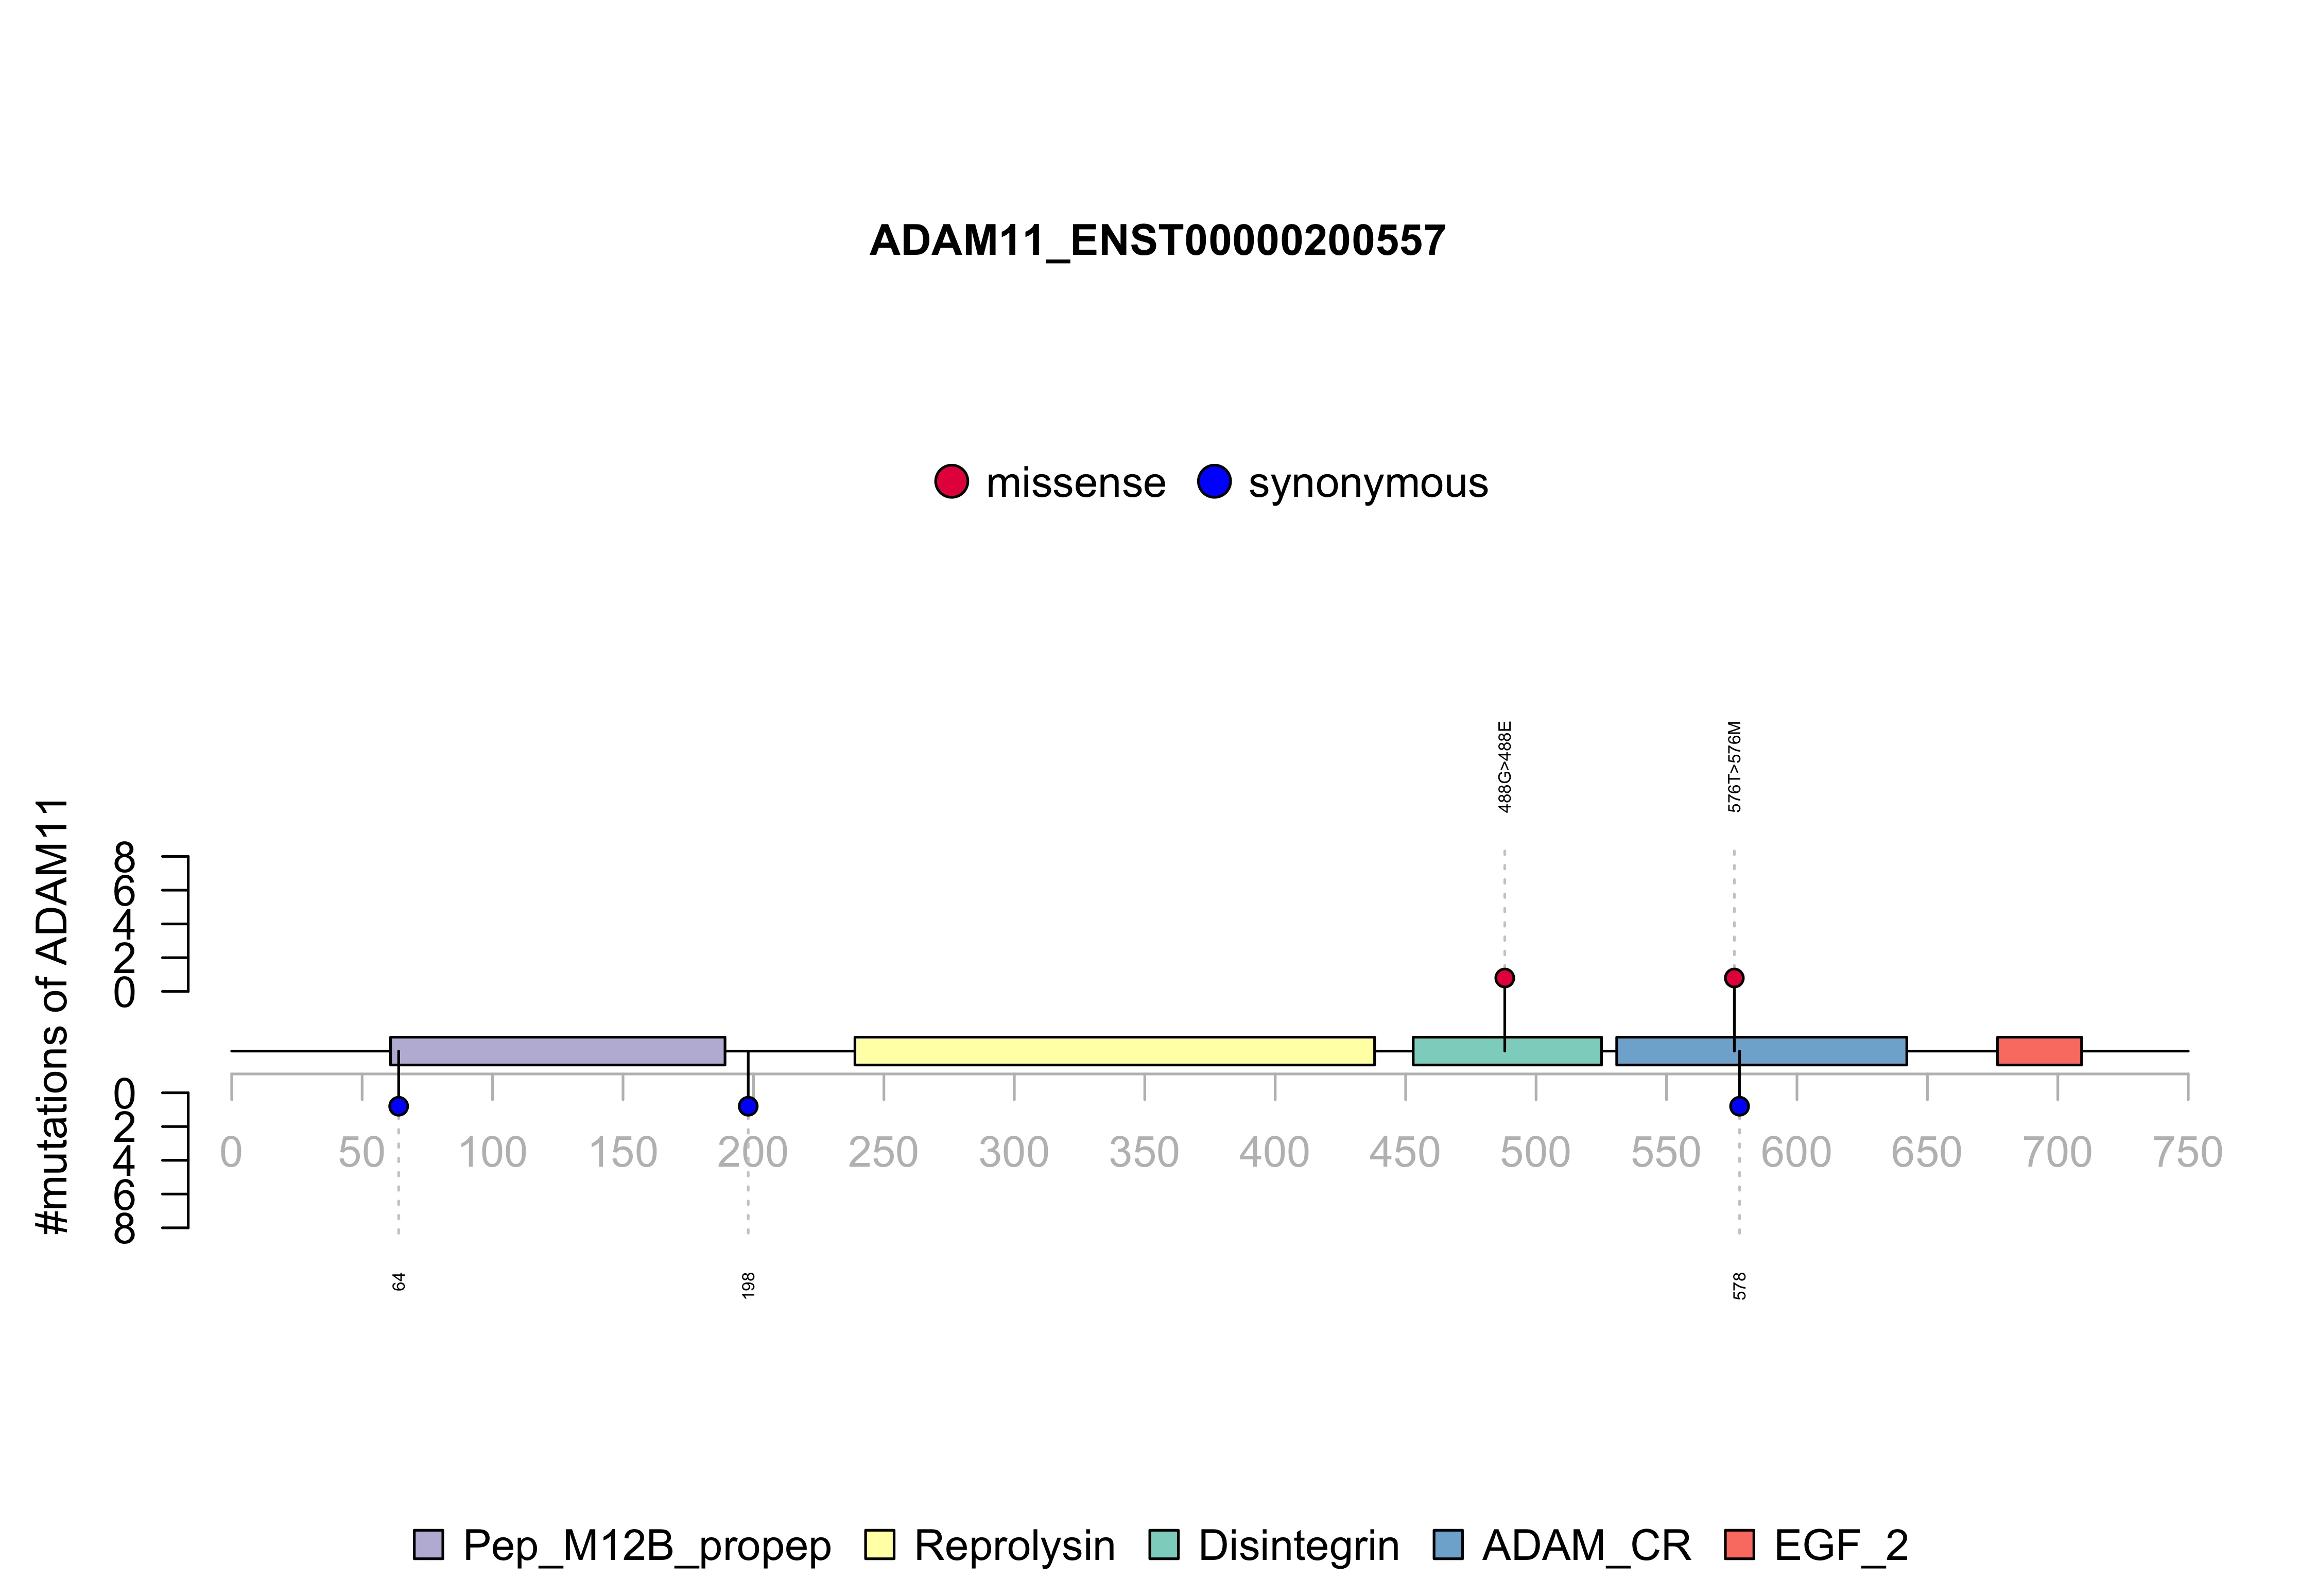 ADAM11_ENST00000200557
missense synonymous
488G>488E
576T>576M
#mutations of ADAM11
8
6
4
2
0
0
2
4
6
8
0 50 100 150 200 250 300 350 400 450 500 550 600 650 700 750
64
198
578
Pep_M12B_propep Reprolysin Disintegrin ADAM_CR EGF_2